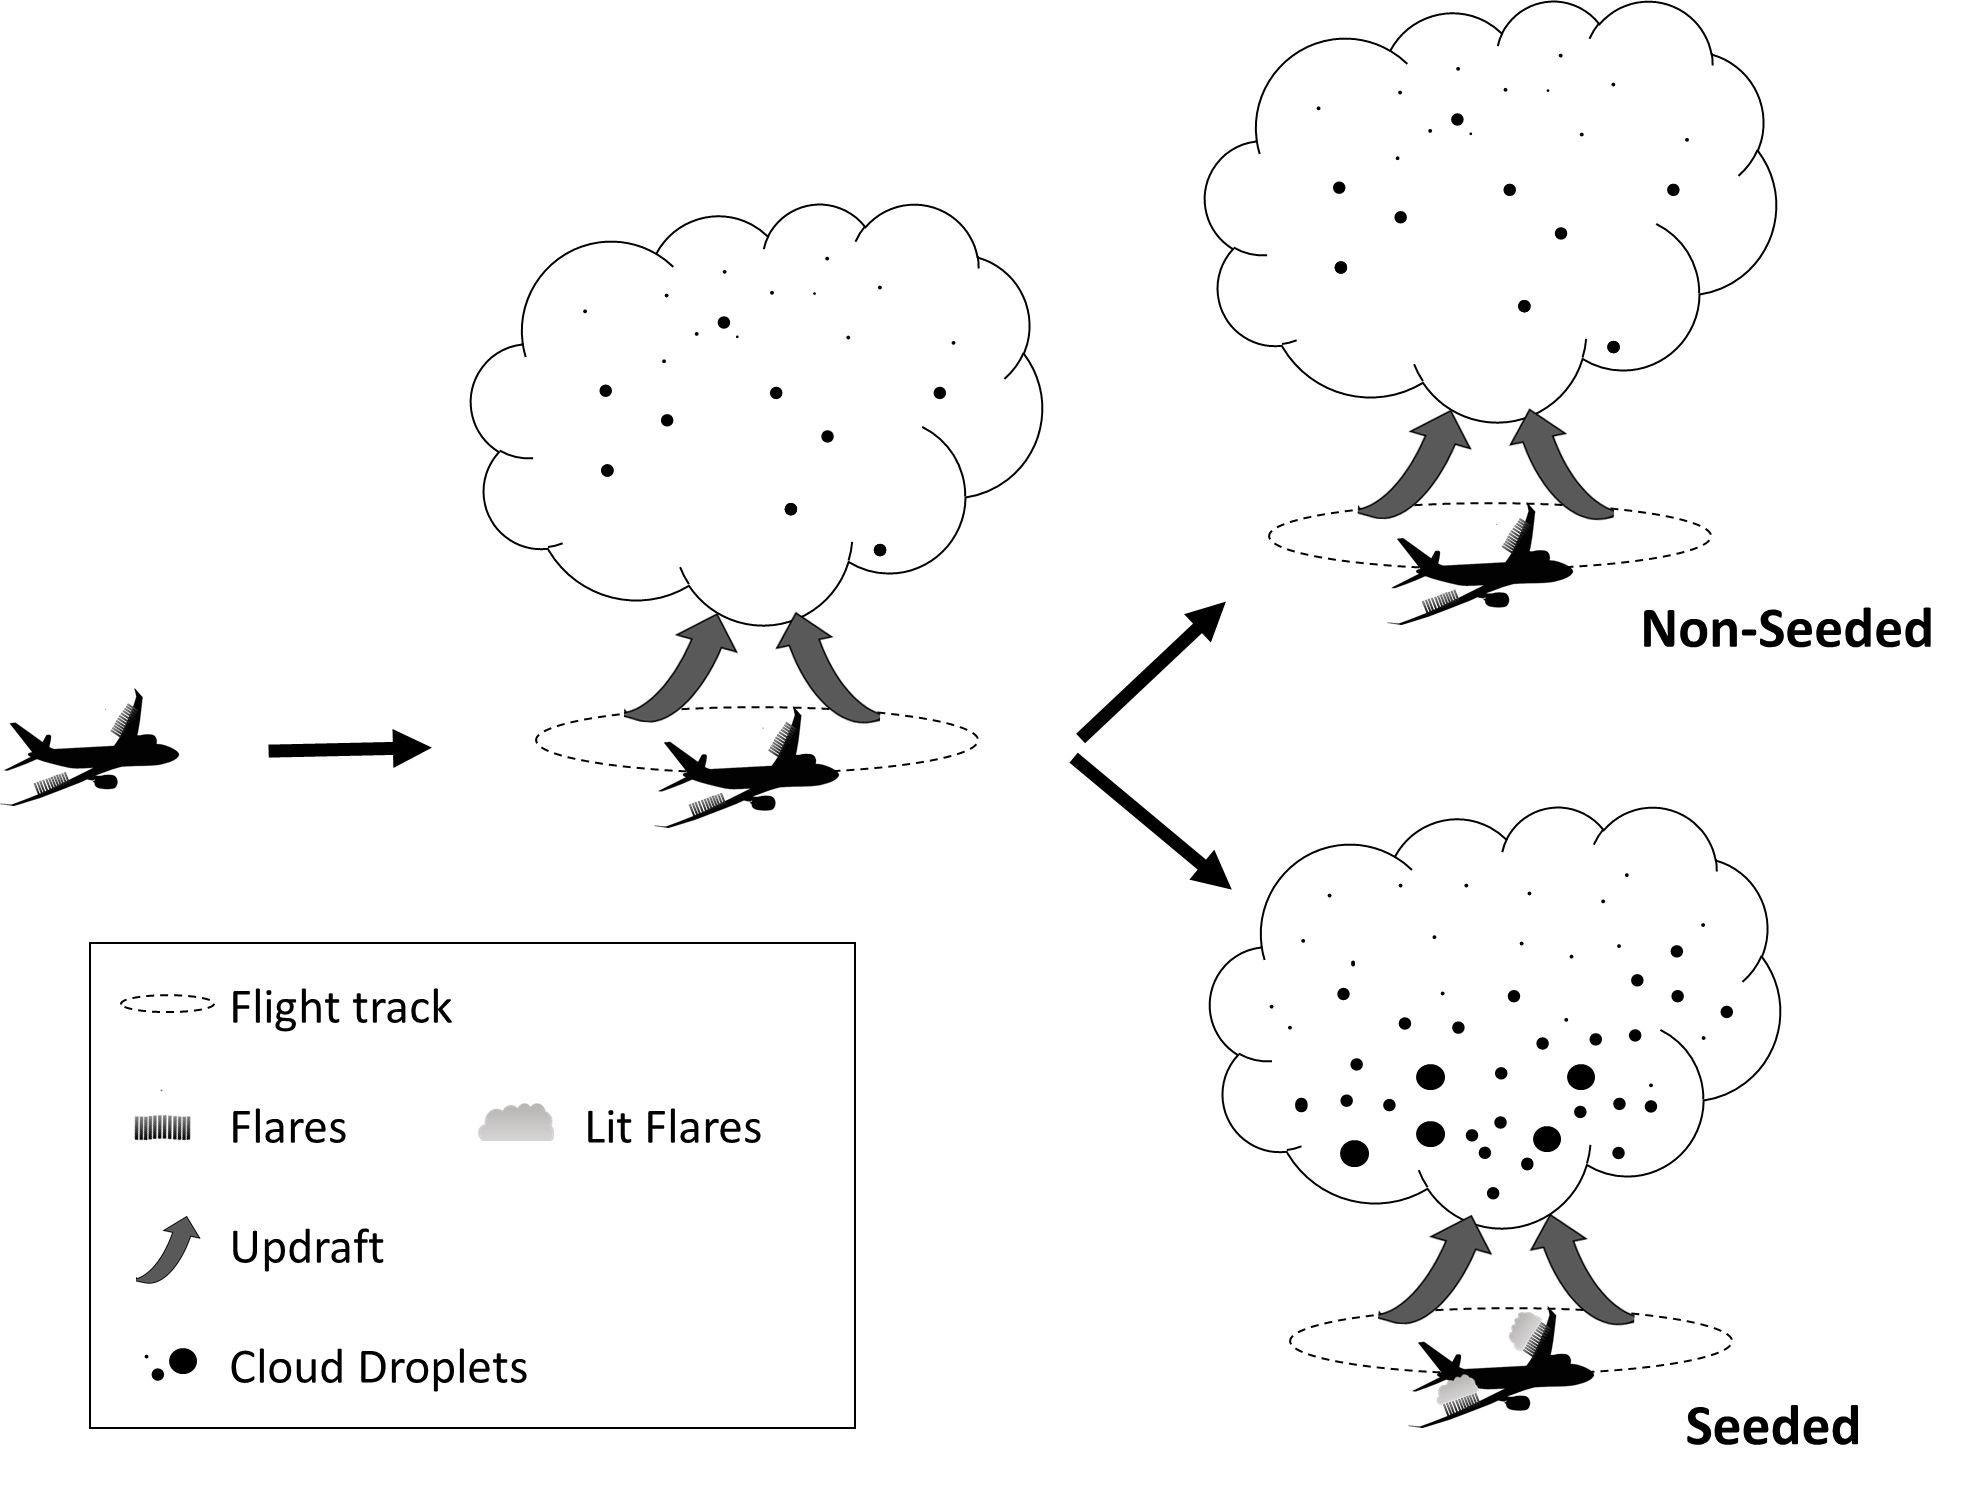 Non-Seeded
Flight track
Flares
Lit Flares
Updraft
Cloud Droplets
Seeded